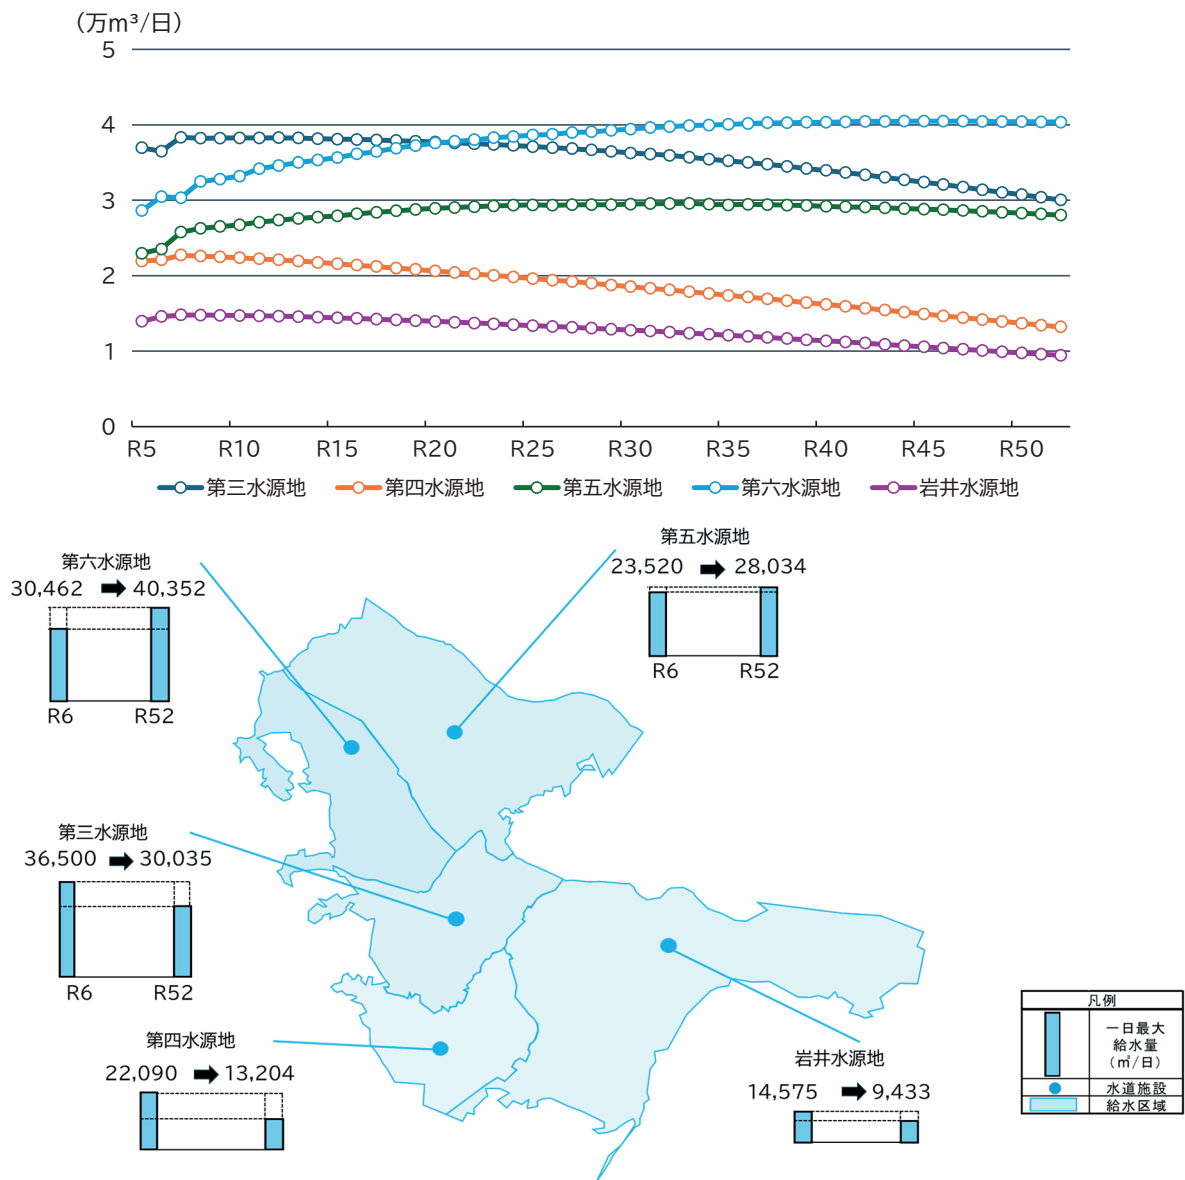 （万m³/日）
5
4
3
2
1
0
R5 R10 R15 R20 R25 R30 R35 R40 R45 R50
第三水源地 第四水源地 第五水源地 第六水源地 岩井水源地
第五水源地
23,520 28,034
R6 R52
第六水源地
30,462 40,352
R6 R52
第三水源地
36,500 30,035
R6 R52
第四水源地
22,090 13,204
岩井水源地
14,575 9,433
凡例
一日最大
給水量
（㎥/日）
水道施設
給水区域